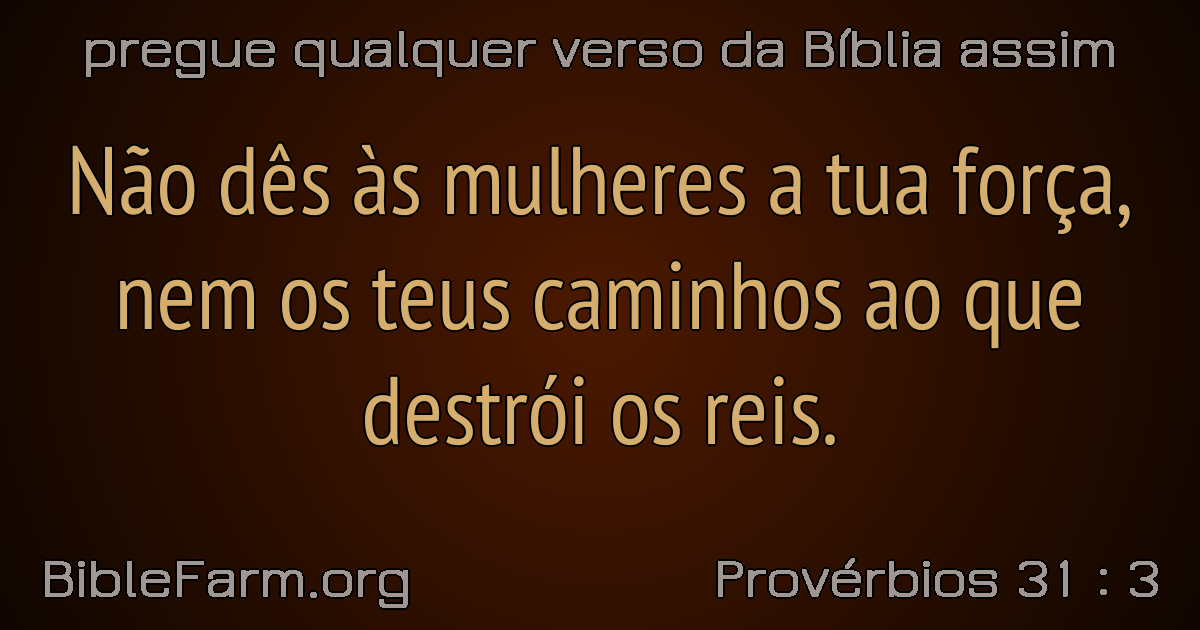 pregue qualquer verso da Bíblia assim
Não dês às mulheres a tua força,
nem os teus caminhos ao que
destrói os reis.
BibleFarm.org
Provérbios 31 : 3